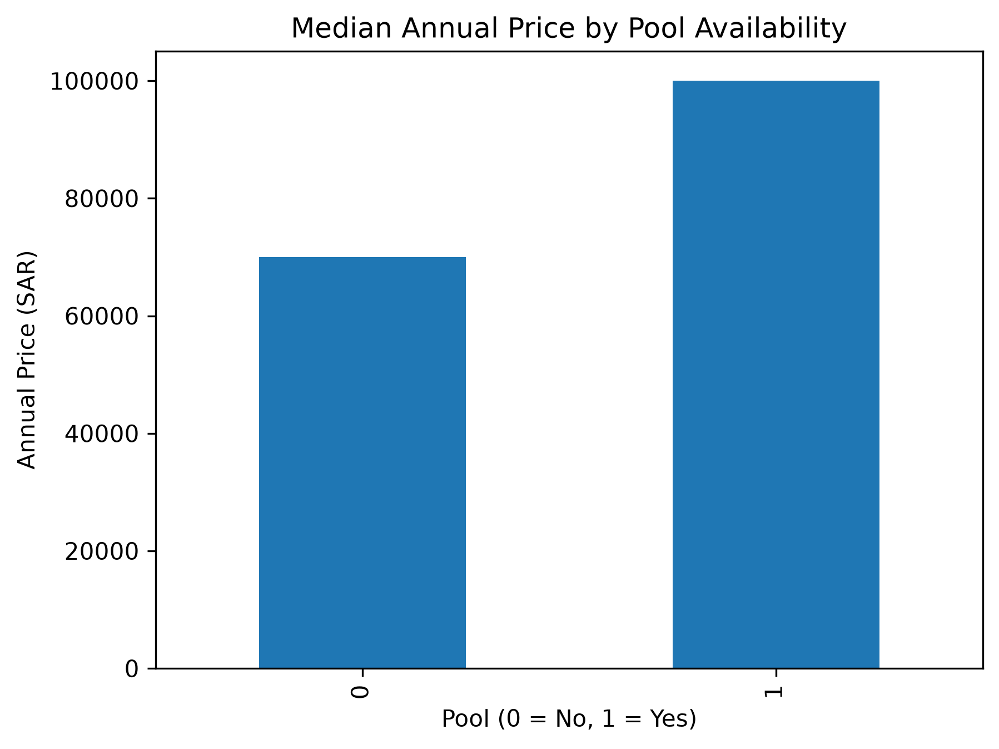 Median Annual Price by Pool Availability
Annual Price (SAR)
100000
80000
60000
40000
20000
0
0
1
Pool (0 = No, 1 = Yes)